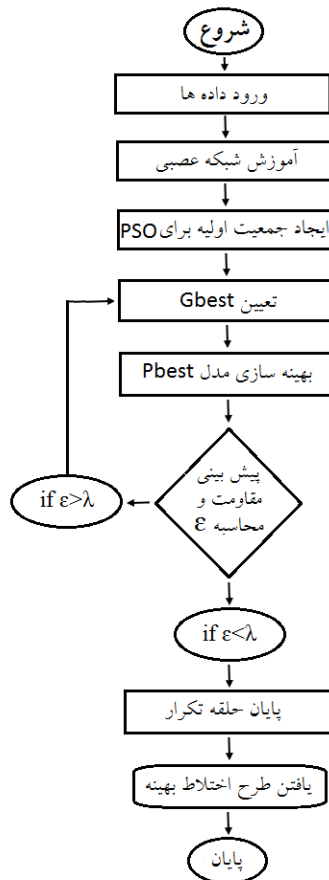 شروع
ورود داده ها
آموزش شبکه عصبی
ایجاد جمعیت اولیه برای PSO
تعیین Gbest
بهینه سازی مدل Pbest
پیش بینی
مقاومت و
محاسبه ε
if ε>λ
if ε<λ
پایان حلقه تکرار
یافتن طرح اختلاط بهینه
پایان